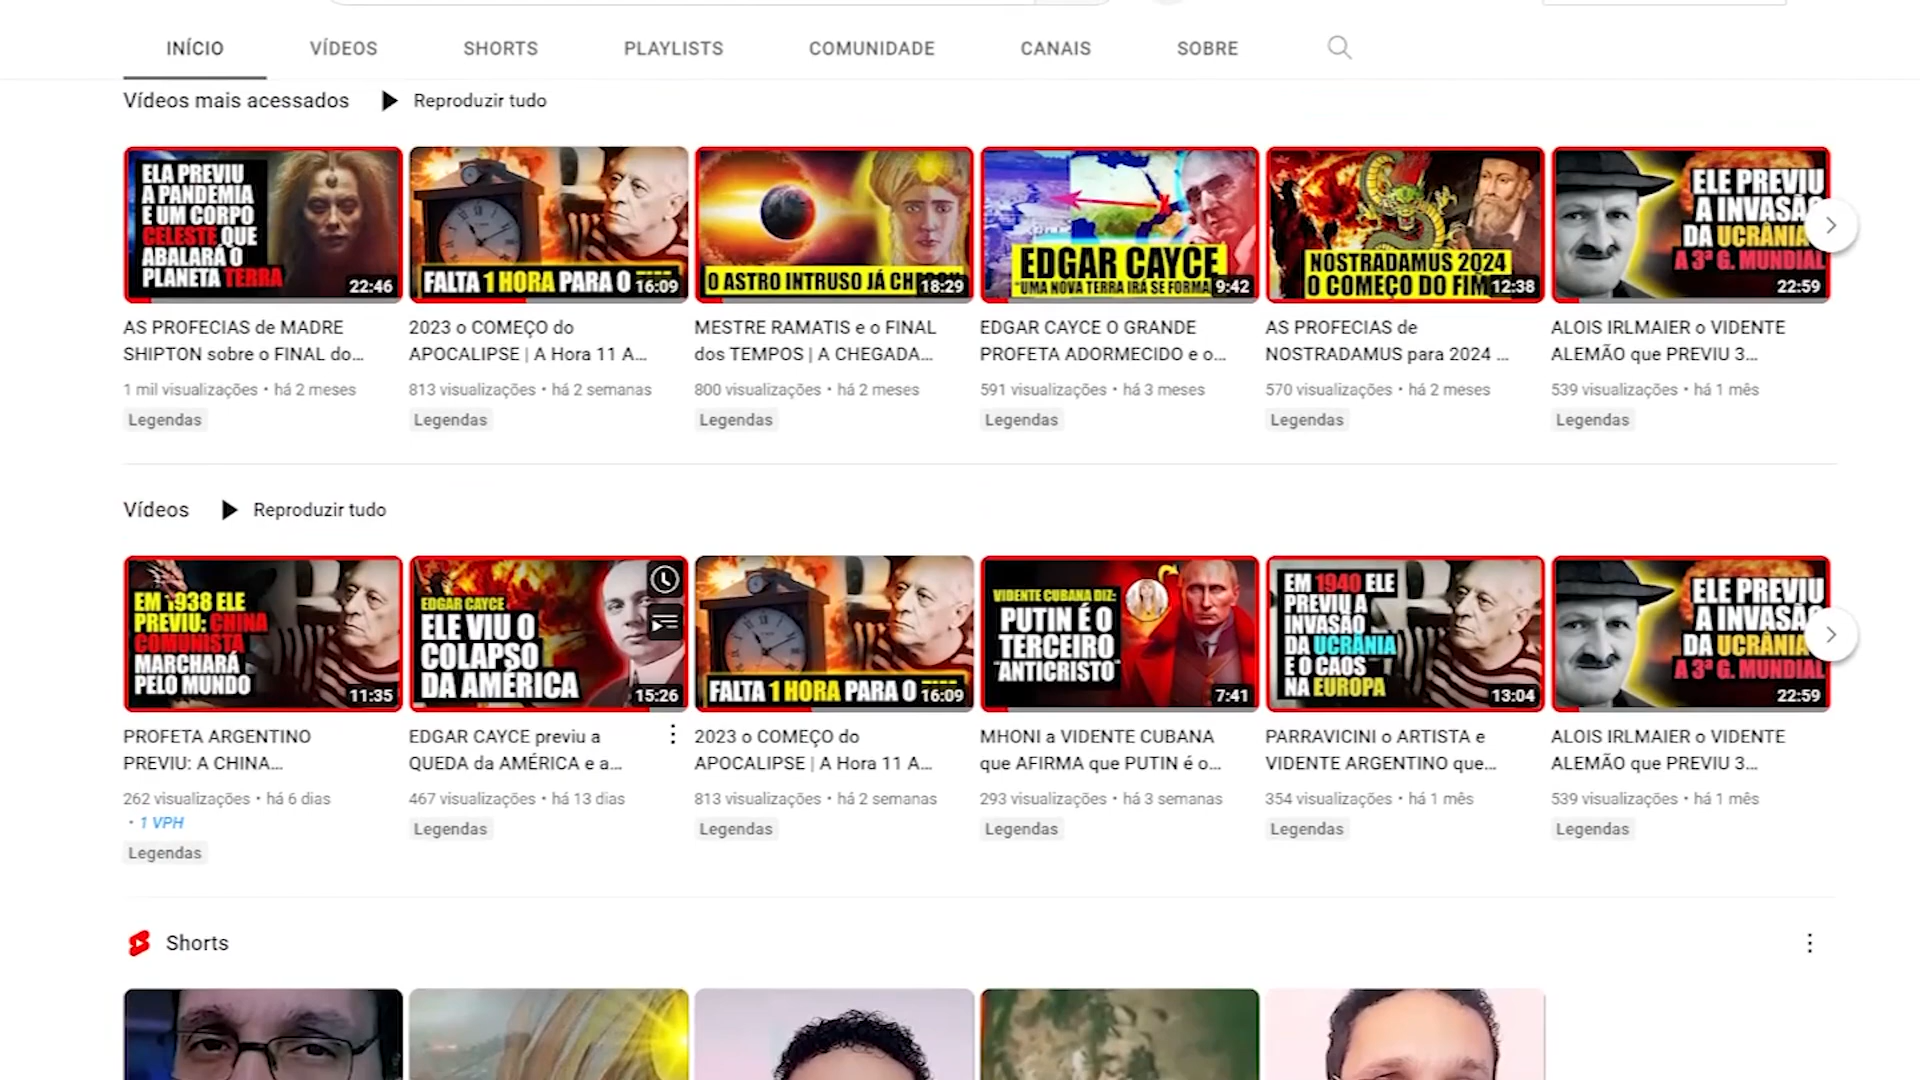 INÍCIO VÍDEOS SHORTS PLAYLISTS COMUNIDADE CANAIS SOBRE
Vídeos mais acessados Reproduzir tudo
ELA PREVIU
A PANDEMIA
E UM CORPO
CELESTE QUE
ABALARÁ O
PLANETA TERRA
22:46
FALTA 1 HORA PARA O
16:09
O ASTRO INTRUSO JÁ
18:29
EDGAR CAYCE
"UMA NOVA TERRA IRÁ SE FORMA
9:42
NOSTRADAMUS 2024
O COMEÇO DO FIM
12:38
ELE PREVIU
A INVASÃO
DA UCRÂNIA
A 3ª G. MUNDIAL
22:59
AS PROFECIAS de MADRE
SHIPTON sobre o FINAL do...
1 mil visualizações • há 2 meses
Legendas
2023 o COMEÇO do
APOCALIPSE | A Hora 11 A...
813 visualizações • há 2 semanas
Legendas
MESTRE RAMATIS e o FINAL
dos TEMPOS | A CHEGADA...
800 visualizações • há 2 meses
Legendas
EDGAR CAYCE O GRANDE
PROFETA ADORMECIDO e o...
591 visualizações • há 3 meses
Legendas
AS PROFECIAS de
NOSTRADAMUS para 2024 ...
570 visualizações • há 2 meses
Legendas
ALOIS IRLMAIER o VIDENTE
ALEMÃO que PREVIU 3...
539 visualizações • há 1 mês
Legendas
Vídeos Reproduzir tudo
EM 1938 ELE
PREVIU: CHINA
COMUNISTA
MARCHARÁ
PELO MUNDO
11:35
EDGAR CAYCE
ELE VIU O
COLAPSO
DA AMÉRICA
15:26
FALTA 1 HORA PARA O
16:09
VIDENTE CUBANA DIZ:
PUTIN É O
TERCEIRO
"ANTICRISTO"
7:41
EM 1940 ELE
PREVIU A
INVASÃO
DA UCRÂNIA
E O CAOS
NA EUROPA
13:04
ELE PREVIU
A INVASÃO
DA UCRÂNIA
A 3ª G. MUNDIAL
22:59
PROFETA ARGENTINO
PREVIU: A CHINA...
262 visualizações • há 6 dias
• 1 VPH
Legendas
EDGAR CAYCE previu a
QUEDA da AMÉRICA e a...
467 visualizações • há 13 dias
Legendas
2023 o COMEÇO do
APOCALIPSE | A Hora 11 A...
813 visualizações • há 2 semanas
Legendas
MHONI a VIDENTE CUBANA
que AFIRMA que PUTIN é o...
293 visualizações • há 3 semanas
Legendas
PARRAVICINI o ARTISTA e
VIDENTE ARGENTINO que...
354 visualizações • há 1 mês
Legendas
ALOIS IRLMAIER o VIDENTE
ALEMÃO que PREVIU 3...
539 visualizações • há 1 mês
Legendas
Shorts